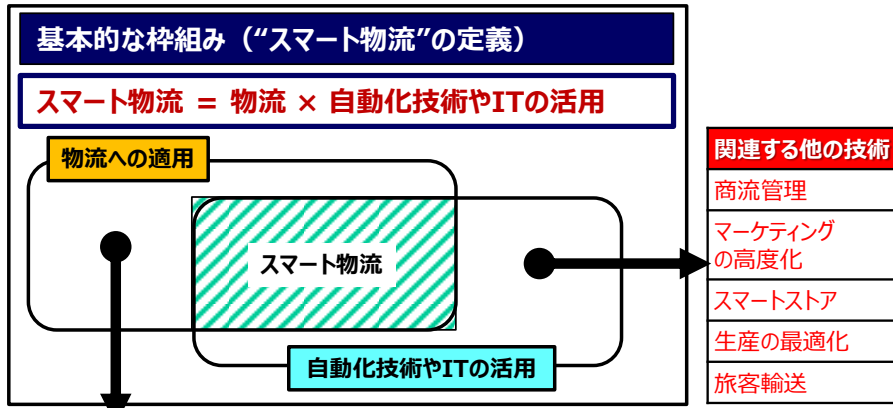 基本的な枠組み（“スマート物流”の定義）
スマート物流 = 物流 × 自動化技術やITの活用
物流への適用
スマート物流
自動化技術やITの活用
関連する他の技術
商流管理
マーケティング
の高度化
スマートストア
生産の最適化
旅客輸送